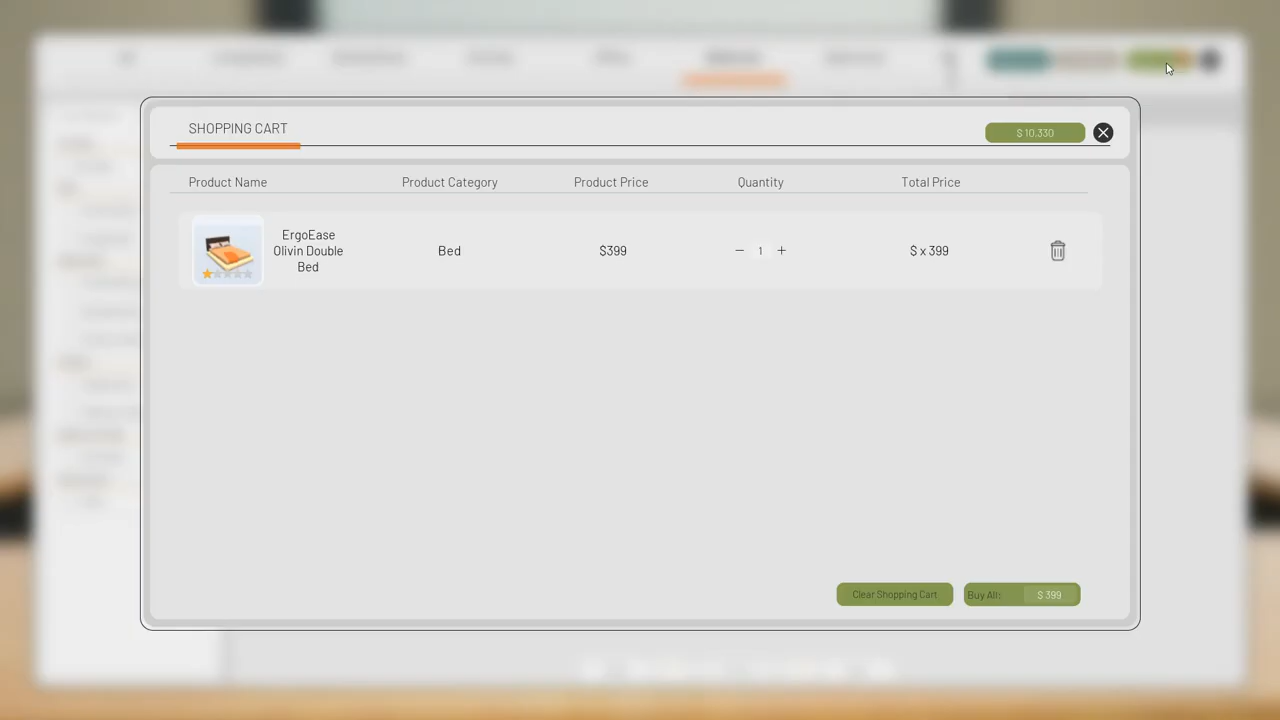 SHOPPING CART
$ 10.330
Product Name Product Category Product Price Quantity Total Price
ErgoEase
Olivin Double
Bed
Bed
$399
− 1 +
$ x 399
Clear Shopping Cart
Buy All: $ 399